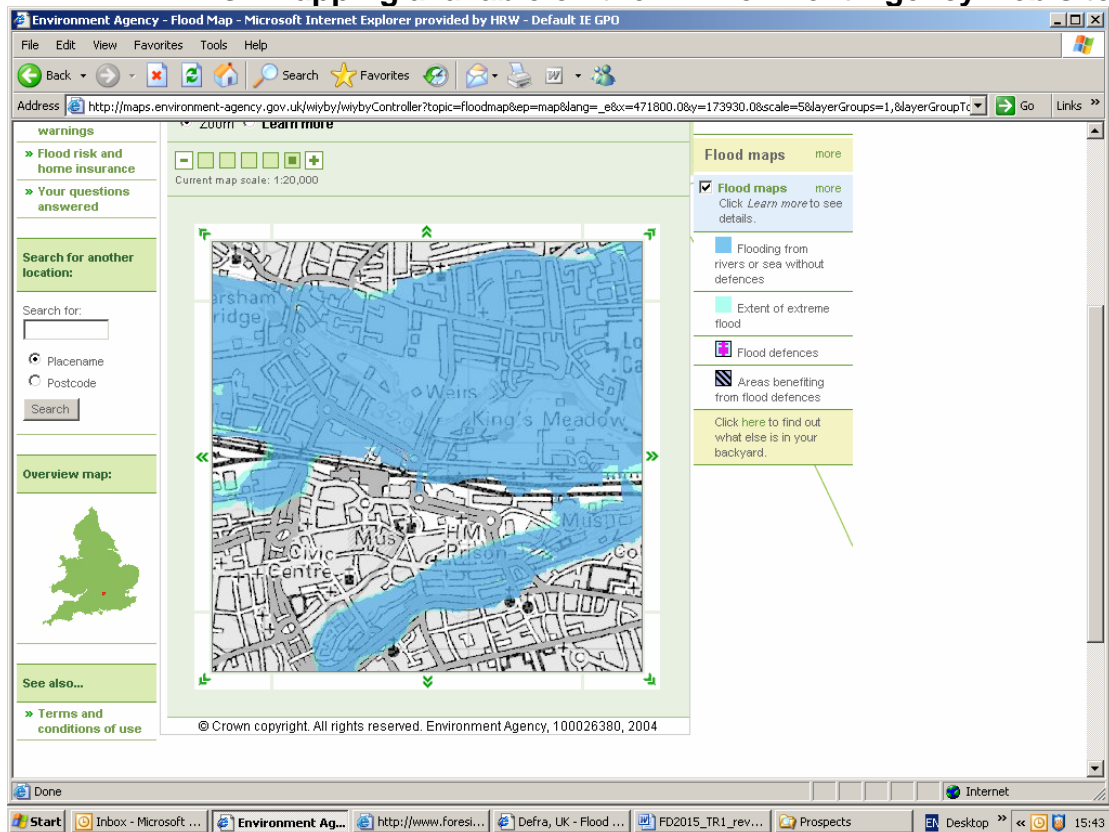 Environment Agency - Flood Map - Microsoft Internet Explorer provided by HRW - Default IE GPO
File Edit View Favorites Tools Help
Back Search Favorites
Address http://maps.environment-agency.gov.uk/wiyby/wiybyController?topic=floodmap&ep=map&lang=_e&x=471800.0&y=173930.0&scale=5&layerGroups=1,&layerGroupTo Go Links »
warnings
» Flood risk and
home insurance
» Your questions
answered
Search for another
location:
Search for:
Placename
Postcode
Search
Overview map:
See also...
» Terms and
conditions of use
Zoom Learn more
Current map scale: 1:20,000
ersham
ridge
Weirs
King's Meadow
Mus
HM
Prison
Civic
Centre
Mus
Co
© Crown copyright. All rights reserved. Environment Agency, 100026380, 2004
Flood maps more
Flood maps more
Click Learn more to see
details.
Flooding from
rivers or sea without
defences
Extent of extreme
flood
Flood defences
Areas benefiting
from flood defences
Click here to find out
what else is in your
backyard.
Done Internet
Start Inbox - Microsoft ... Environment Ag... http://www.foresi... Defra, UK - Flood ... FD2015_TR1_rev... Prospects EN Desktop » « 15:43